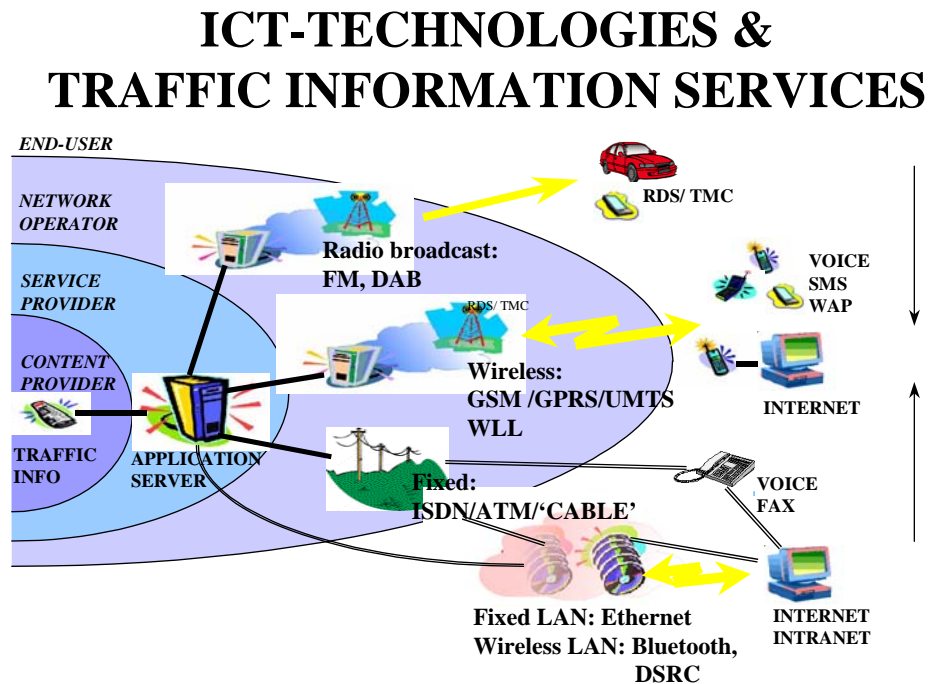 ICT-TECHNOLOGIES &
TRAFFIC INFORMATION SERVICES
END-USER
NETWORK
OPERATOR
SERVICE
PROVIDER
CONTENT
PROVIDER
TRAFFIC
INFO
APPLICATION
SERVER
Radio broadcast:
FM, DAB
RDS/ TMC
RDS/ TMC
Wireless:
GSM /GPRS/UMTS
WLL
VOICE
SMS
WAP
INTERNET
Fixed:
ISDN/ATM/‘CABLE’
VOICE
FAX
Fixed LAN: Ethernet
Wireless LAN: Bluetooth,
DSRC
INTERNET
INTRANET